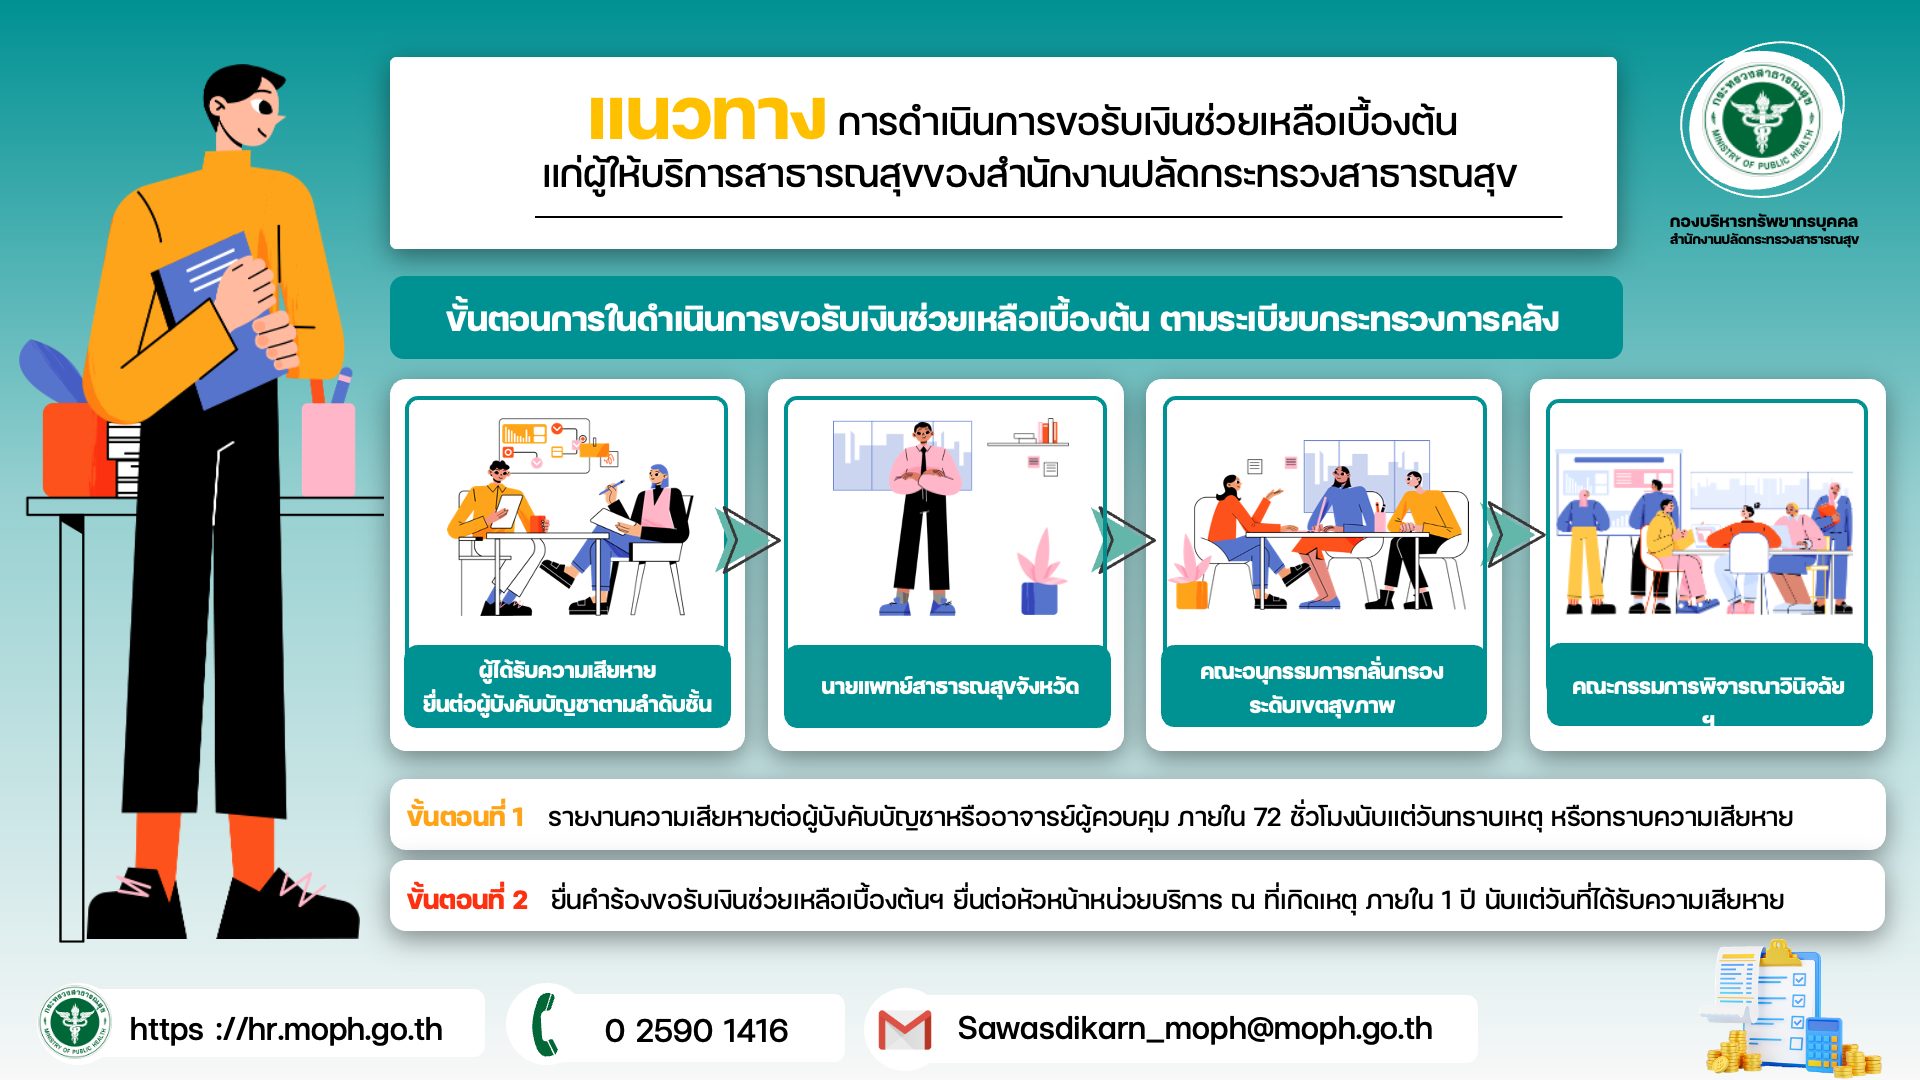 แนวทาง การดำเนินการขอรับเงินช่วยเหลือเบื้องต้น
แก่ผู้ให้บริการสาธารณสุขของสำนักงานปลัดกระทรวงสาธารณสุข
กระทรวงสาธารณสุข
MINISTRY OF PUBLIC HEALTH
กองบริหารทรัพยากรบุคคล
สำนักงานปลัดกระทรวงสาธารณสุข
ขั้นตอนการในดำเนินการขอรับเงินช่วยเหลือเบื้องต้น ตามระเบียบกระทรวงการคลัง
ผู้ได้รับความเสียหาย
ยื่นต่อผู้บังคับบัญชาตามลำดับชั้น
นายแพทย์สาธารณสุขจังหวัด
คณะอนุกรรมการกลั่นกรอง
ระดับเขตสุขภาพ
คณะกรรมการพิจารณาวินิจฉัย
ฯ
ขั้นตอนที่ 1 รายงานความเสียหายต่อผู้บังคับบัญชาหรืออาจารย์ผู้ควบคุม ภายใน 72 ชั่วโมงนับแต่วันทราบเหตุ หรือทราบความเสียหาย
ขั้นตอนที่ 2 ยื่นคำร้องขอรับเงินช่วยเหลือเบื้องต้นฯ ยื่นต่อหัวหน้าหน่วยบริการ ณ ที่เกิดเหตุ ภายใน 1 ปี นับแต่วันที่ได้รับความเสียหาย
กระทรวงสาธารณสุข
MINISTRY OF PUBLIC HEALTH
https ://hr.moph.go.th
0 2590 1416
Sawasdikarn_moph@moph.go.th